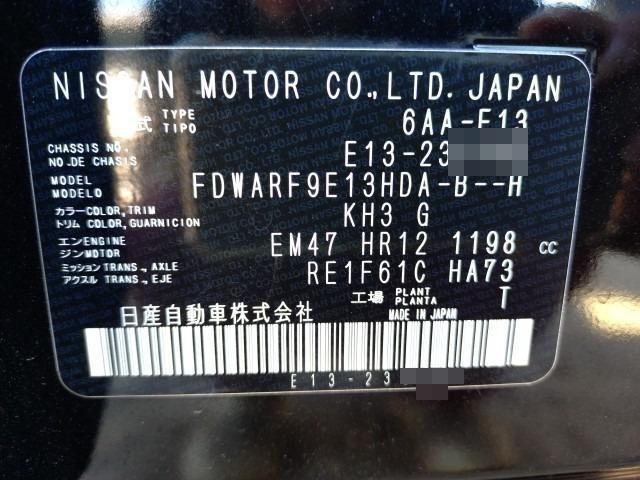 NISSAN MOTOR CO.,LTD. JAPAN
式 TYPE TIPO 6AA-E13
CHASSIS NO. NO.DE CHASIS E13-23
MODEL MODELO FDWARF9E13HDA-B--H
カラー COLOR,TRIM トリム COLOR,GUARNICION KH3 G
エンジン ENGINE MOTOR EM47 HR12 1198 cc
ミッション TRANS.,AXLE アクスル TRANS.,EJE RE1F61C HA73
工場 PLANT PLANTA T
日産自動車株式会社 MADE IN JAPAN
E13-23